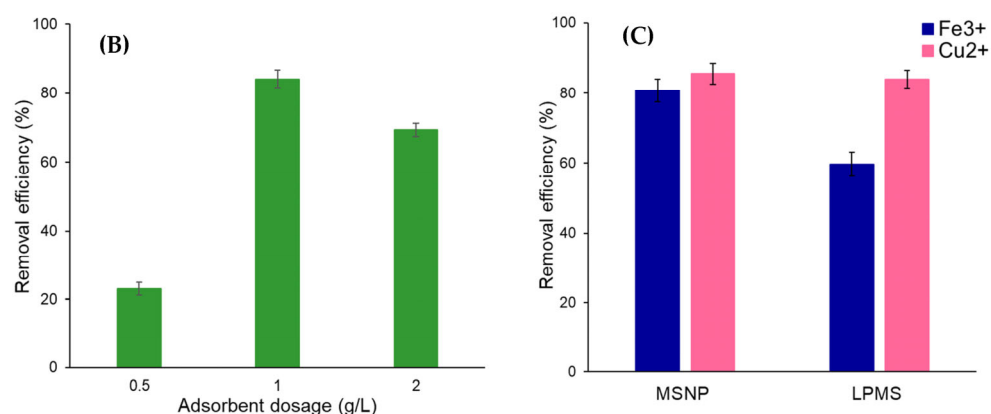 (B)
Removal efficiency (%)
100
80
60
40
20
0
0.5 1 2
Adsorbent dosage (g/L)
(C)
Fe3+
Cu2+
Removal efficiency (%)
100
80
60
40
20
0
MSNP LPMS